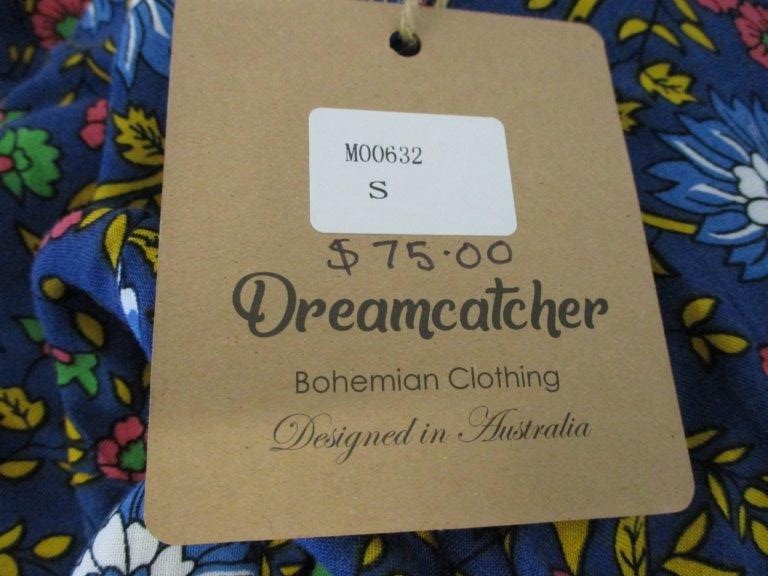 M00632
S
$75.00
Dreamcatcher
Bohemian Clothing
Designed in Australia